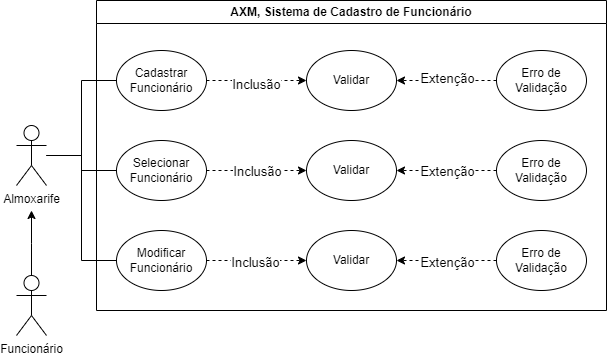 AXM, Sistema de Cadastro de Funcionário
Cadastrar
Funcionário
Inclusão
Validar
Extenção
Erro de
Validação
Selecionar
Funcionário
Inclusão
Validar
Extenção
Erro de
Validação
Almoxarife
Modificar
Funcionário
Inclusão
Validar
Extenção
Erro de
Validação
Funcionário